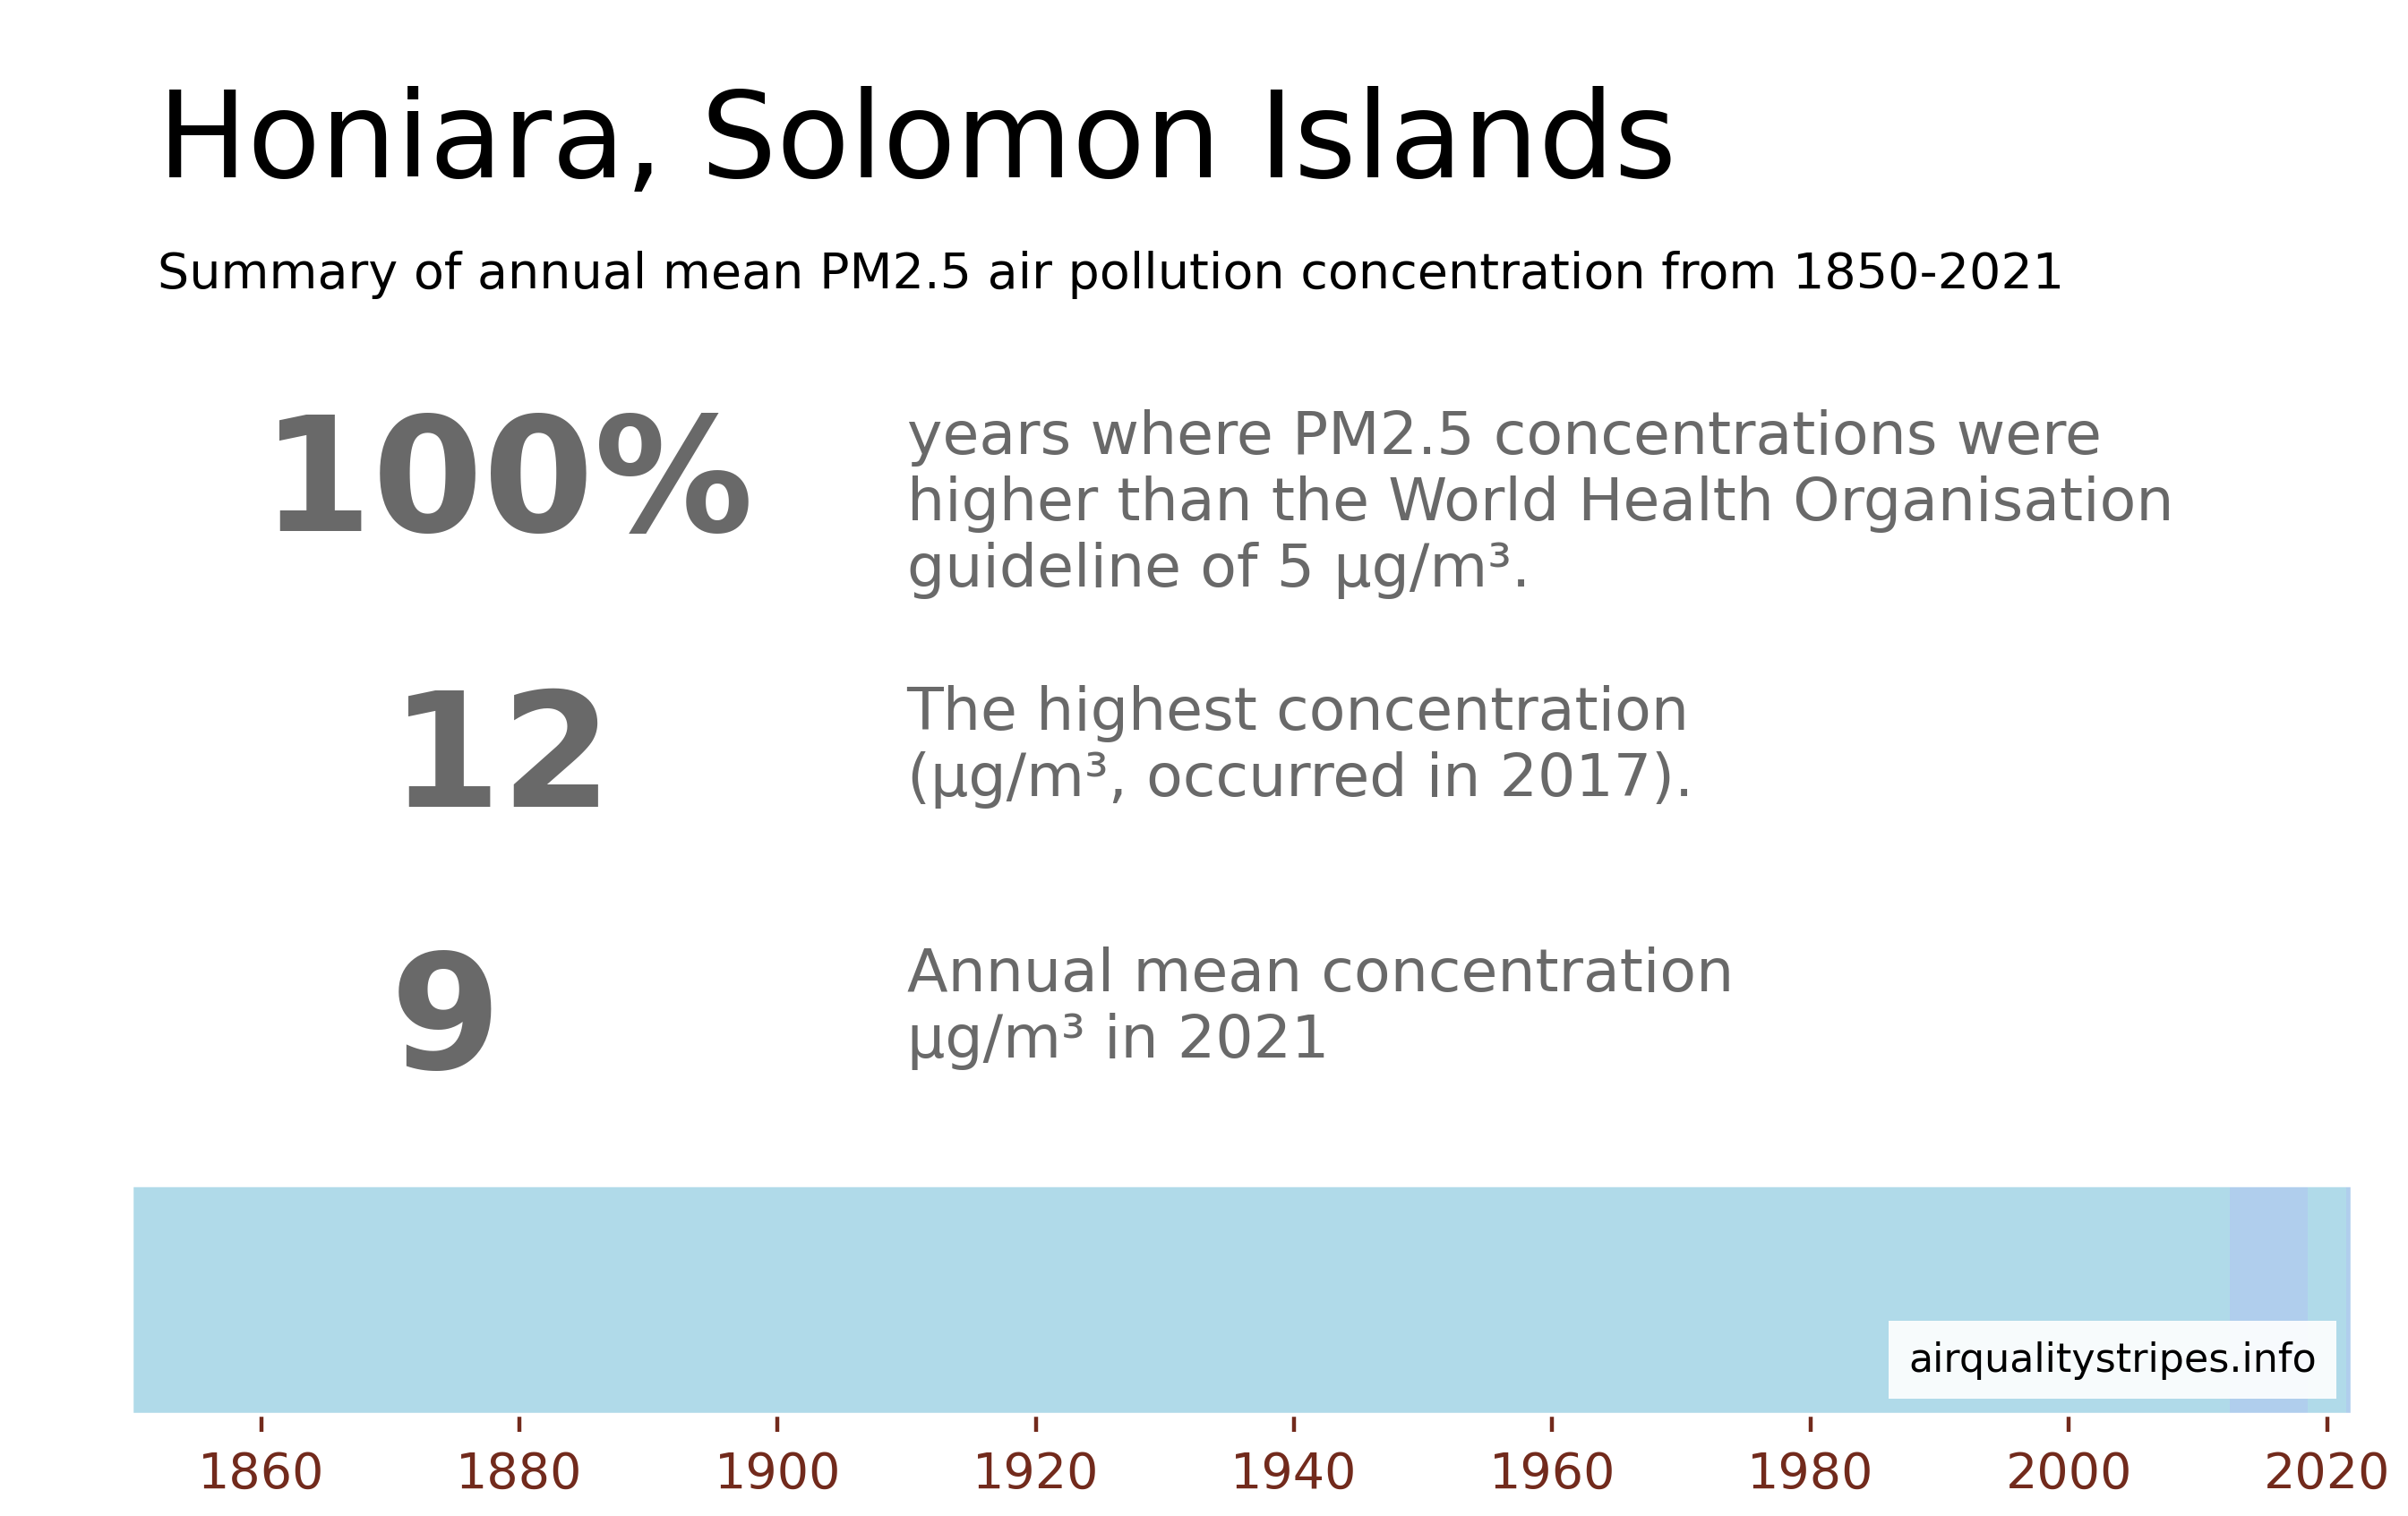 Honiara, Solomon Islands
Summary of annual mean PM2.5 air pollution concentration from 1850-2021
100%
years where PM2.5 concentrations were
higher than the World Health Organisation
guideline of 5 µg/m³.
12
The highest concentration
(µg/m³, occurred in 2017).
9
Annual mean concentration
µg/m³ in 2021
airqualitystripes.info
1860 1880 1900 1920 1940 1960 1980 2000 2020